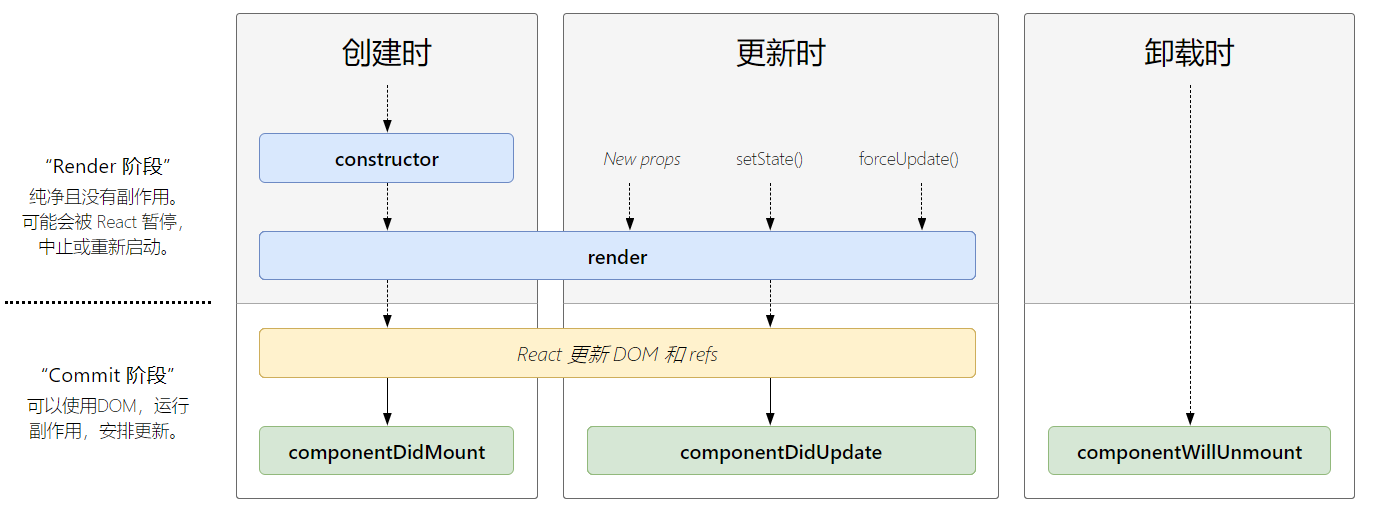 创建时
更新时
卸载时
“Render 阶段”
纯净且没有副作用。
可能会被 React 暂停,
中止或重新启动。
constructor
New props
setState()
forceUpdate()
render
“Commit 阶段”
可以使用DOM，运行
副作用，安排更新。
React 更新 DOM 和 refs
componentDidMount
componentDidUpdate
componentWillUnmount